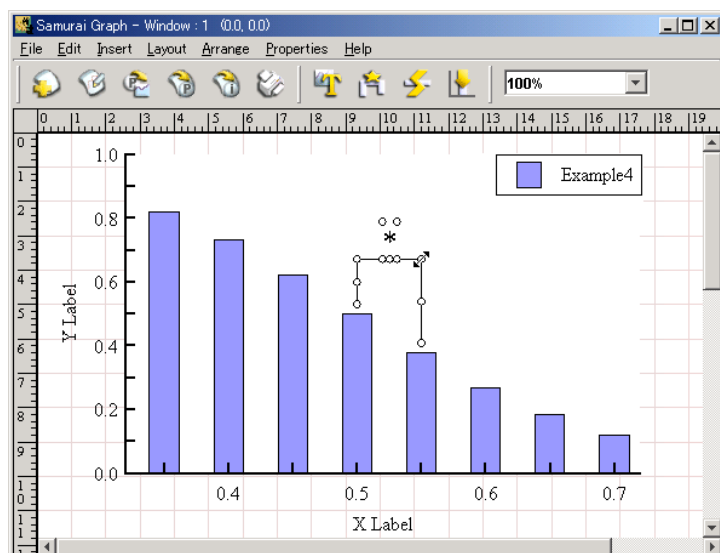 Samurai Graph - Window : 1 (0.0, 0.0)
File Edit Insert Layout Arrange Properties Help
P P i T
100%
0 1 2 3 4 5 6 7 8 9 10 11 12 13 14 15 16 17 18 19
0
1
2
3
4
5
6
7
8
9
10
11
1.0
0.8
0.6
0.4
0.2
0.0
Y Label
Example4
*
0.4 0.5 0.6 0.7
X Label